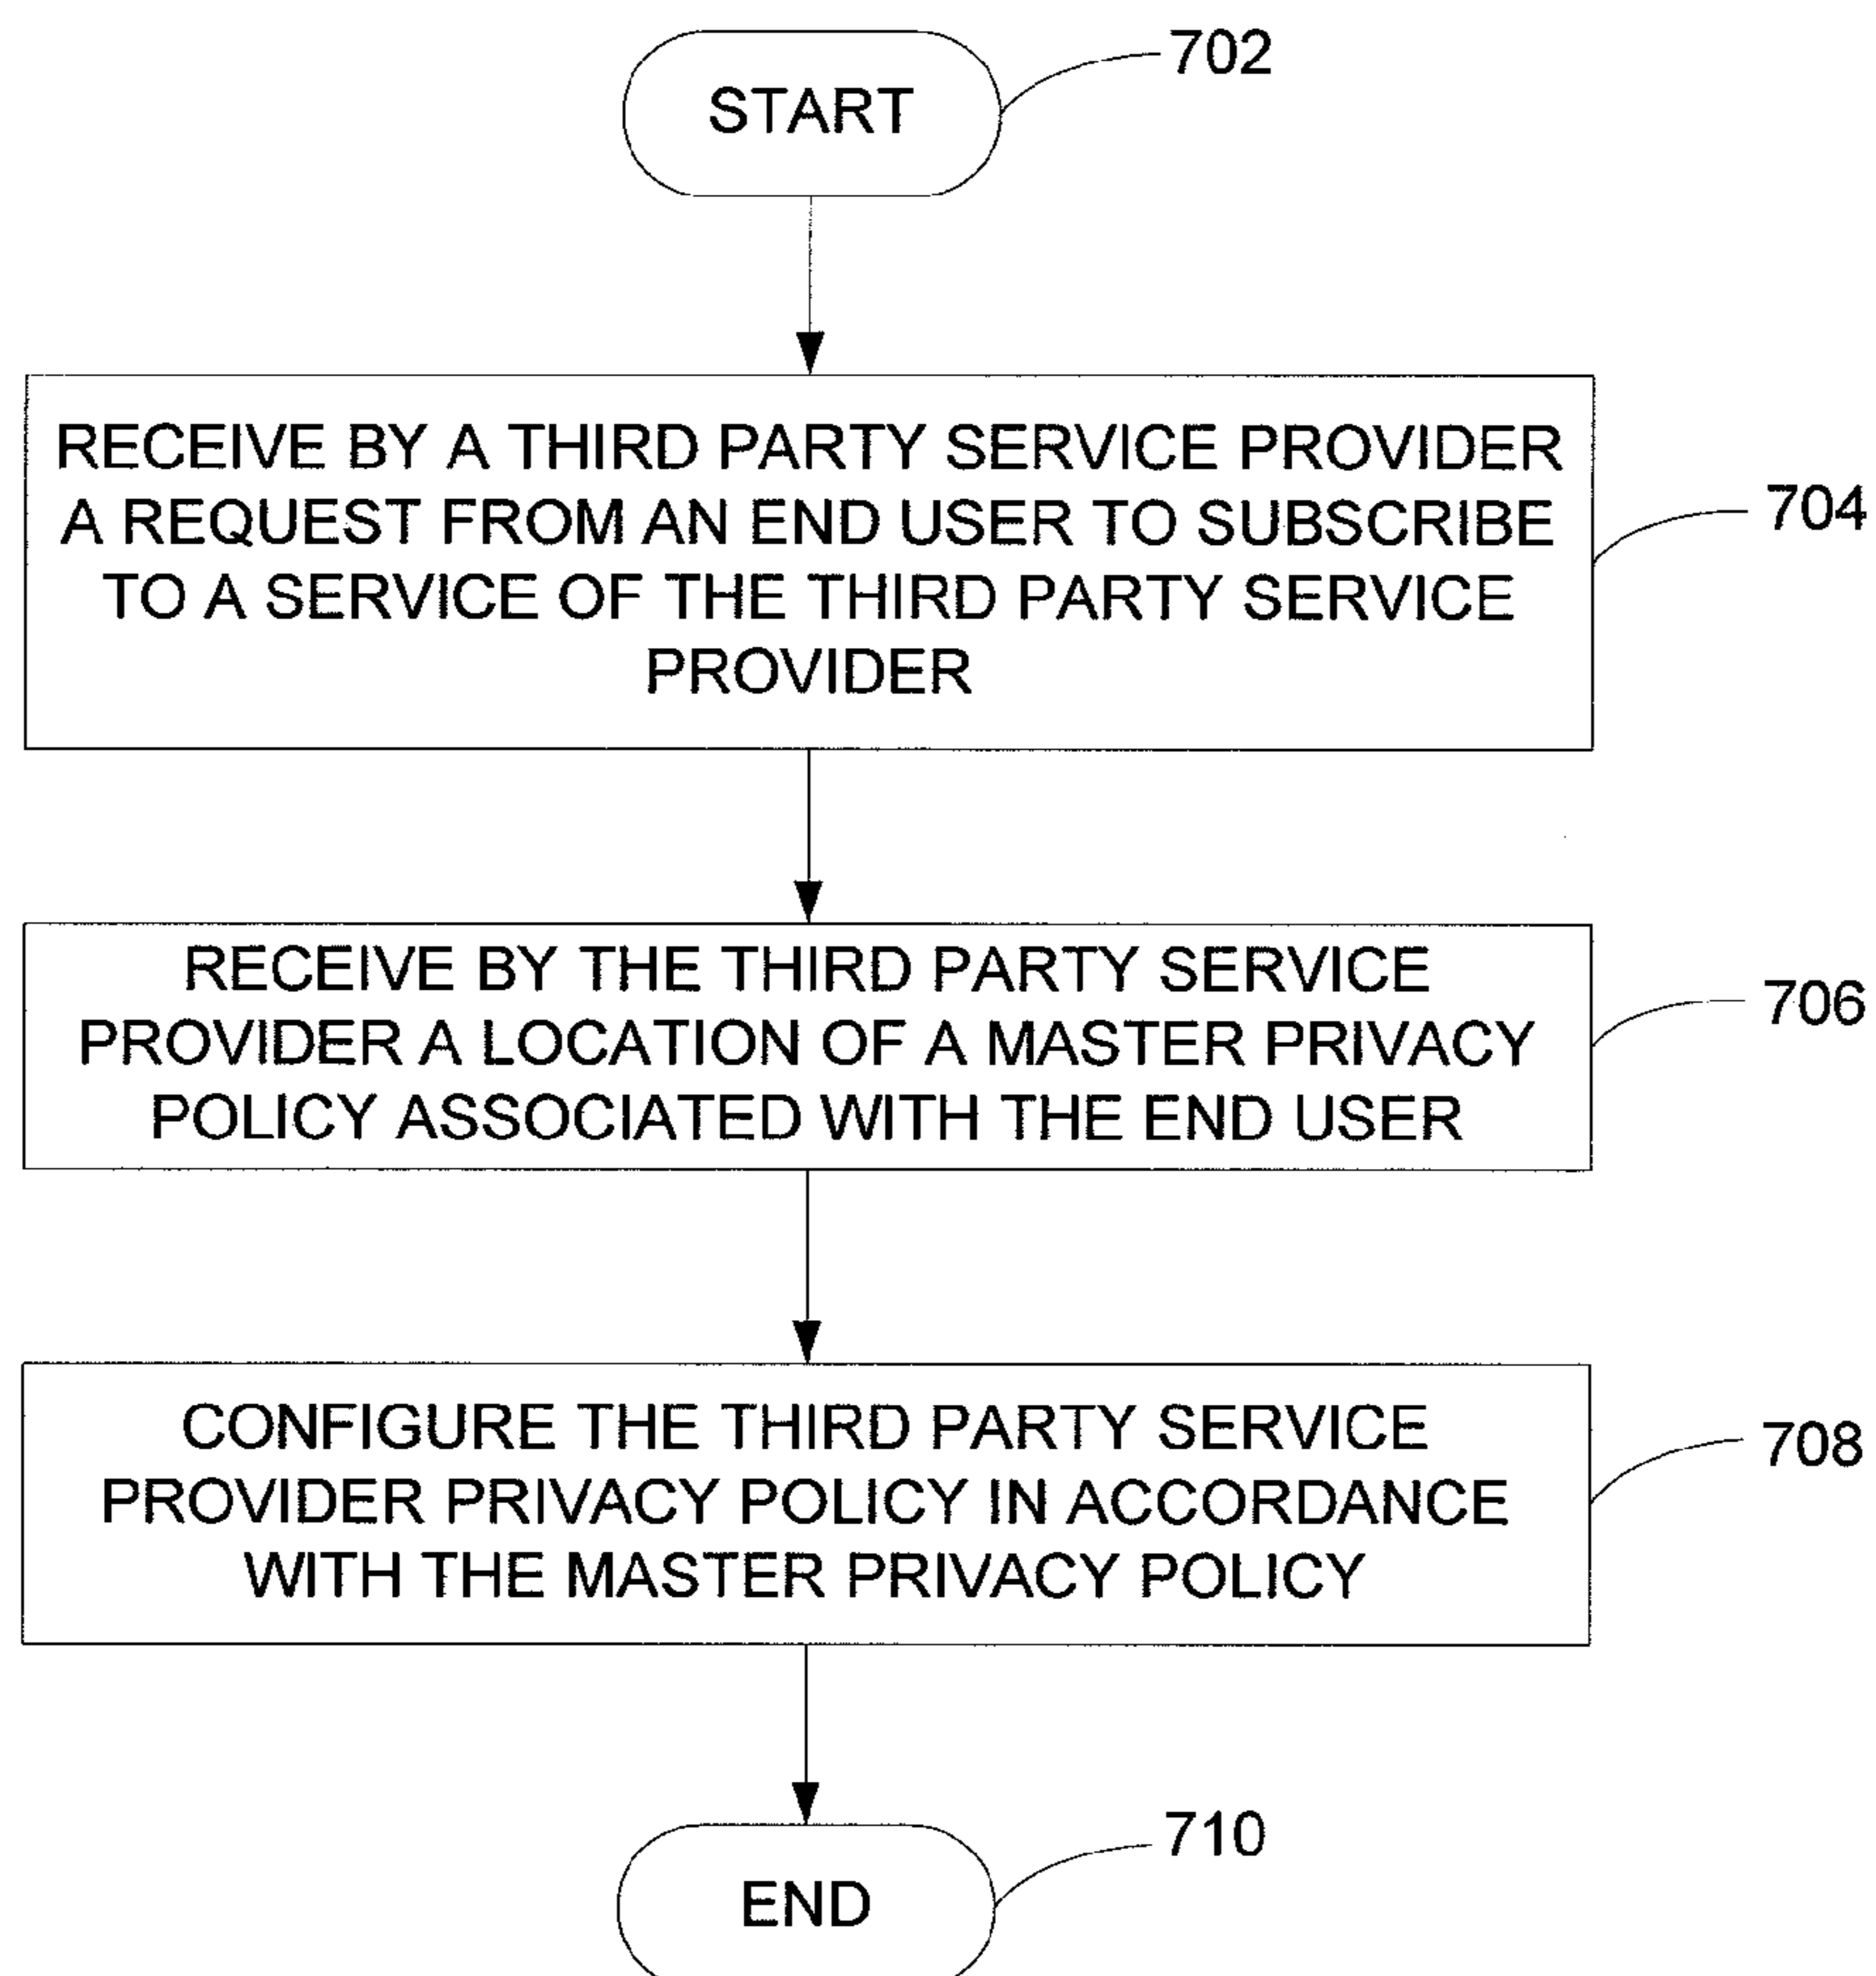 702
START
RECEIVE BY A THIRD PARTY SERVICE PROVIDER
A REQUEST FROM AN END USER TO SUBSCRIBE
TO A SERVICE OF THE THIRD PARTY SERVICE
PROVIDER
704
RECEIVE BY THE THIRD PARTY SERVICE
PROVIDER A LOCATION OF A MASTER PRIVACY
POLICY ASSOCIATED WITH THE END USER
706
CONFIGURE THE THIRD PARTY SERVICE
PROVIDER PRIVACY POLICY IN ACCORDANCE
WITH THE MASTER PRIVACY POLICY
708
710
END